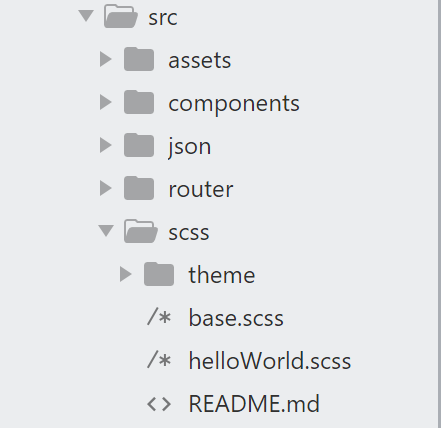 src
assets
components
json
router
scss
theme
/* base.scss
/* helloWorld.scss
<> README.md